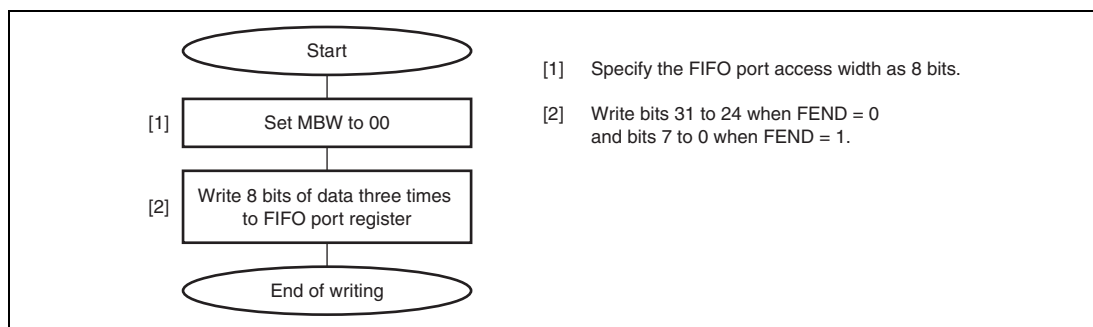 Start
[1] Set MBW to 00
[2] Write 8 bits of data three times
to FIFO port register
End of writing
[1] Specify the FIFO port access width as 8 bits.
[2] Write bits 31 to 24 when FEND = 0
and bits 7 to 0 when FEND = 1.